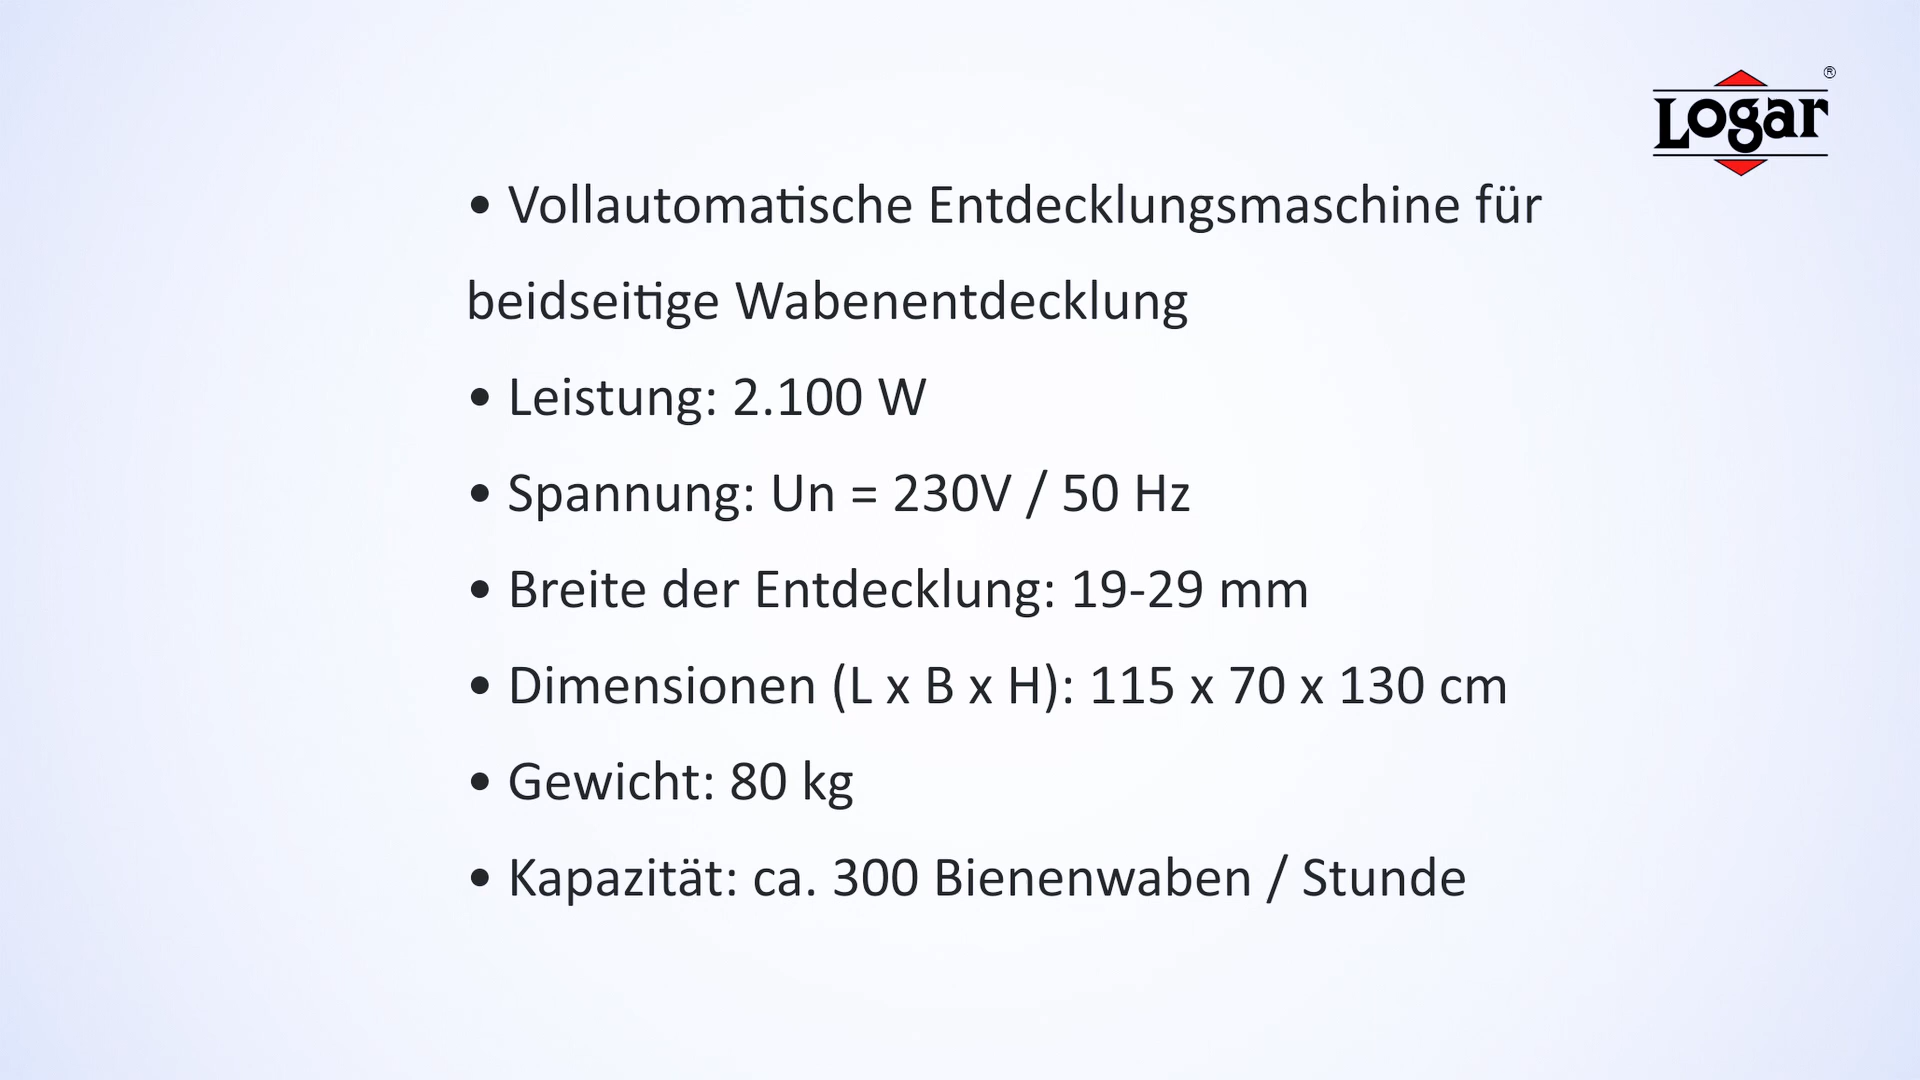 Logar®
• Vollautomatische Entdecklungsmaschine für
beidseitige Wabenentdecklung
• Leistung: 2.100 W
• Spannung: Un = 230V / 50 Hz
• Breite der Entdecklung: 19-29 mm
• Dimensionen (L x B x H): 115 x 70 x 130 cm
• Gewicht: 80 kg
• Kapazität: ca. 300 Bienenwaben / Stunde